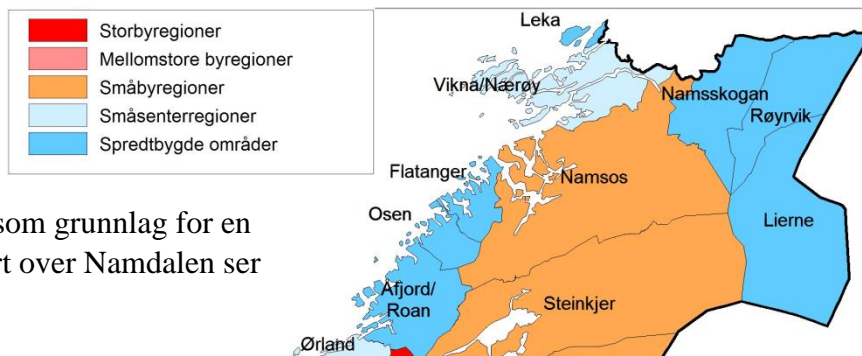 Storbyregioner
Mellomstore byregioner
Småbyregioner
Småsenterregioner
Spredtbygde områder
Leka
Vikna/Nærøy
Namsskogan
Røyrvik
Flatanger
Namsos
Osen
Lierne
som grunnlag for en
rt over Namdalen ser
Åfjord/
Roan
Steinkjer
Ørland